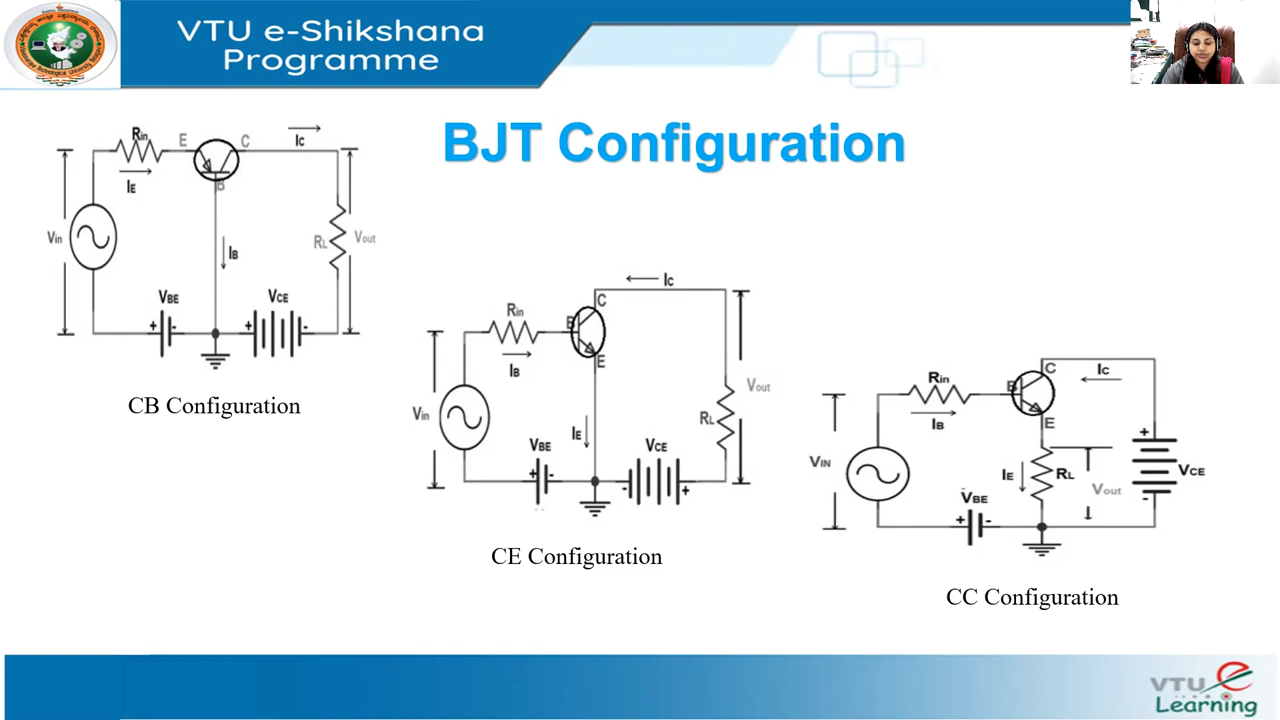 VTU e-Shikshana
Programme
BJT Configuration
Rin
E
C
IC
IE
B
Vin
IB
RL
Vout
VBE
VCE
+
-
+
-
CB Configuration
IC
C
Rin
B
E
IB
Vout
Vin
RL
IE
VBE
VCE
+
-
-
+
CE Configuration
C
IC
Rin
B
IB
E
+
VIN
IE
RL
Vout
VCE
VBE
+
-
-
CC Configuration
VTU e
Learning